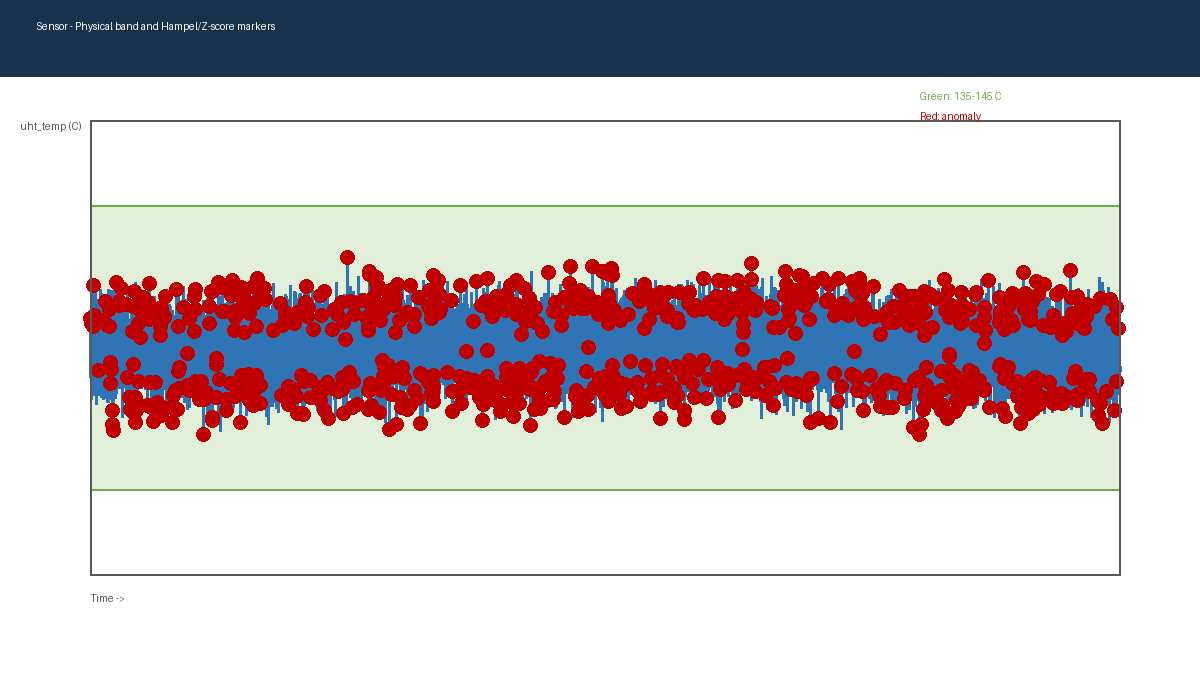 Sensor - Physical band and Hampel/Z-score markers
Green: 135-145 C
Red: anomaly
uht_temp (C)
Time ->